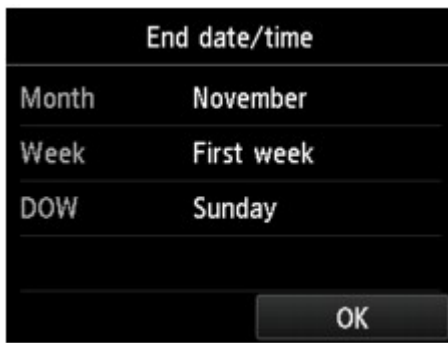 End date/time
Month November
Week First week
DOW Sunday
OK